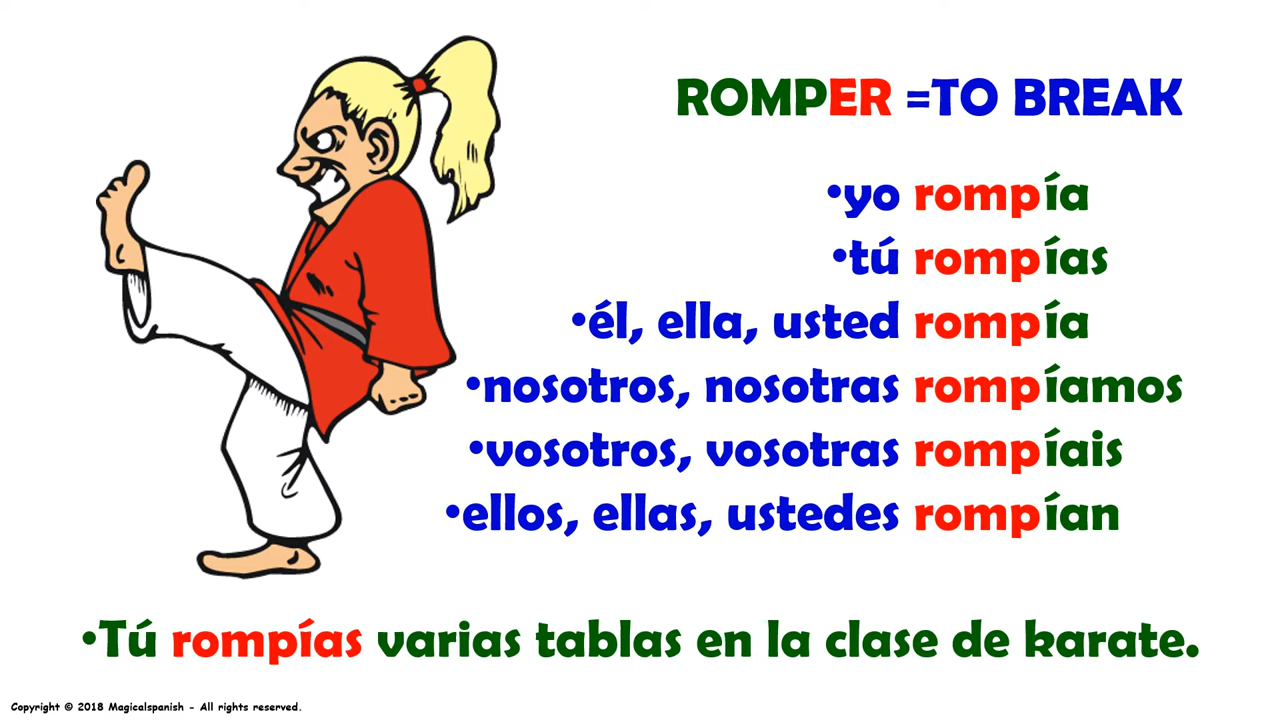 ROMPER =TO BREAK
•yo rompía
•tú rompías
•él, ella, usted rompía
•nosotros, nosotras rompíamos
•vosotros, vosotras rompíais
•ellos, ellas, ustedes rompían
•Tú rompías varias tablas en la clase de karate.
Copyright © 2018 Magicalspanish - All rights reserved.